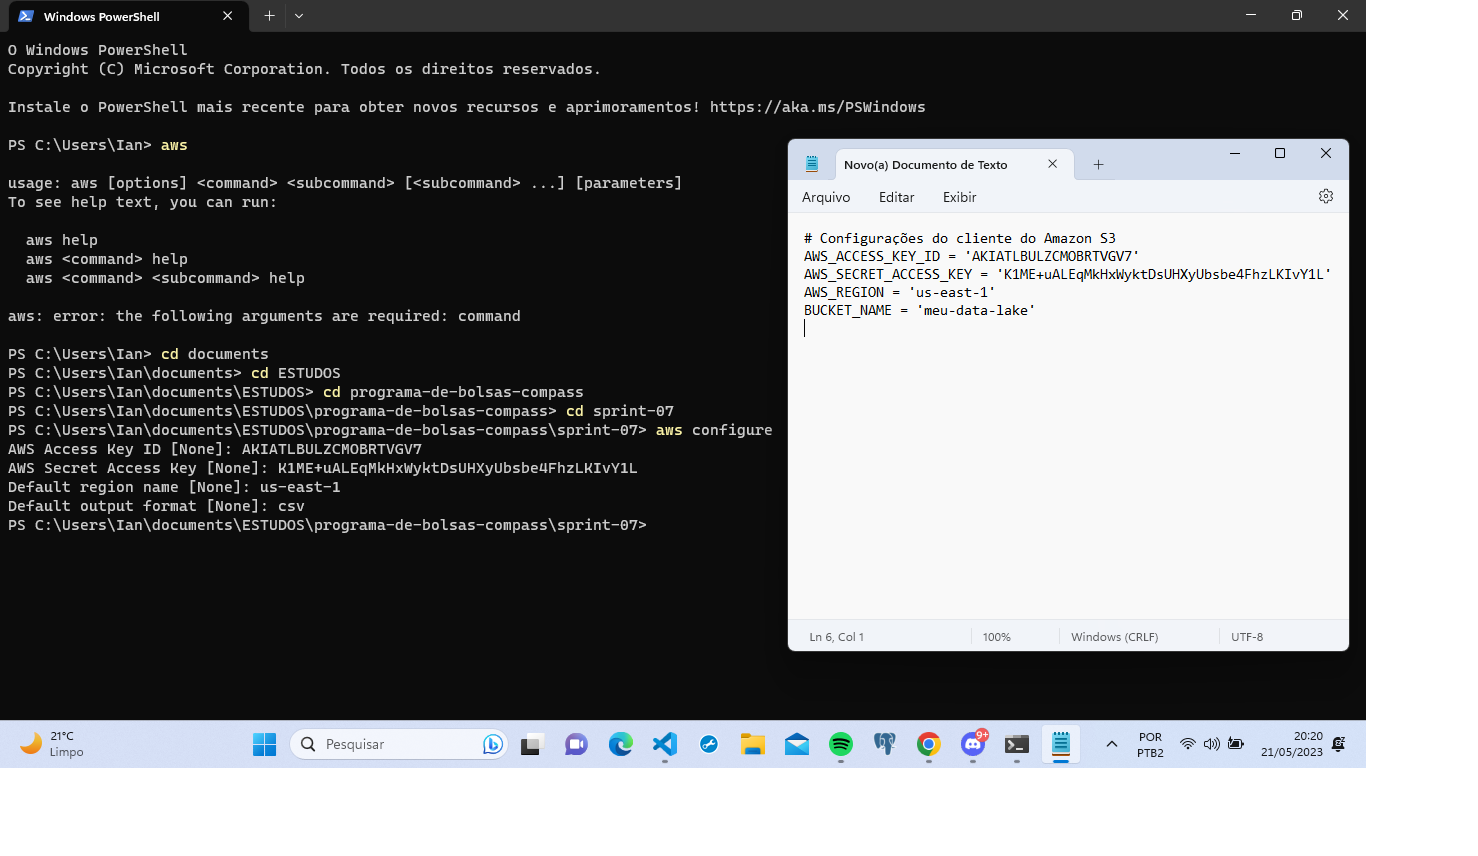 Windows PowerShell
O Windows PowerShell
Copyright (C) Microsoft Corporation. Todos os direitos reservados.
Instale o PowerShell mais recente para obter novos recursos e aprimoramentos! https://aka.ms/PSWindows
PS C:\Users\Ian> aws
usage: aws [options] <command> <subcommand> [<subcommand> ...] [parameters]
To see help text, you can run:
aws help
aws <command> help
aws <command> <subcommand> help
aws: error: the following arguments are required: command
PS C:\Users\Ian> cd documents
PS C:\Users\Ian\documents> cd ESTUDOS
PS C:\Users\Ian\documents\ESTUDOS> cd programa-de-bolsas-compass
PS C:\Users\Ian\documents\ESTUDOS\programa-de-bolsas-compass> cd sprint-07
PS C:\Users\Ian\documents\ESTUDOS\programa-de-bolsas-compass\sprint-07> aws configure
AWS Access Key ID [None]: AKIATLBULZCMOBRTVGV7
AWS Secret Access Key [None]: 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
Default region name [None]: us-east-1
Default output format [None]: csv
PS C:\Users\Ian\documents\ESTUDOS\programa-de-bolsas-compass\sprint-07>
Novo(a) Documento de Texto
Arquivo Editar Exibir
# Configurações do cliente do Amazon S3
AWS_ACCESS_KEY_ID = 'AKIATLBULZCMOBRTVGV7'
AWS_SECRET_ACCESS_KEY = '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'
AWS_REGION = 'us-east-1'
BUCKET_NAME = 'meu-data-lake'
Ln 6, Col 1 100% Windows (CRLF) UTF-8
21°C
Limpo
Pesquisar
9+
POR
PTB2
20:20
21/05/2023